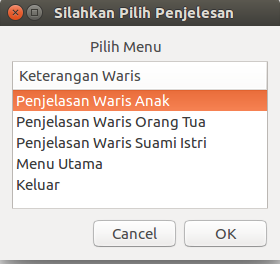 Silahkan Pilih Penjelesan
Pilih Menu
Keterangan Waris
Penjelasan Waris Anak
Penjelasan Waris Orang Tua
Penjelasan Waris Suami Istri
Menu Utama
Keluar
Cancel
OK